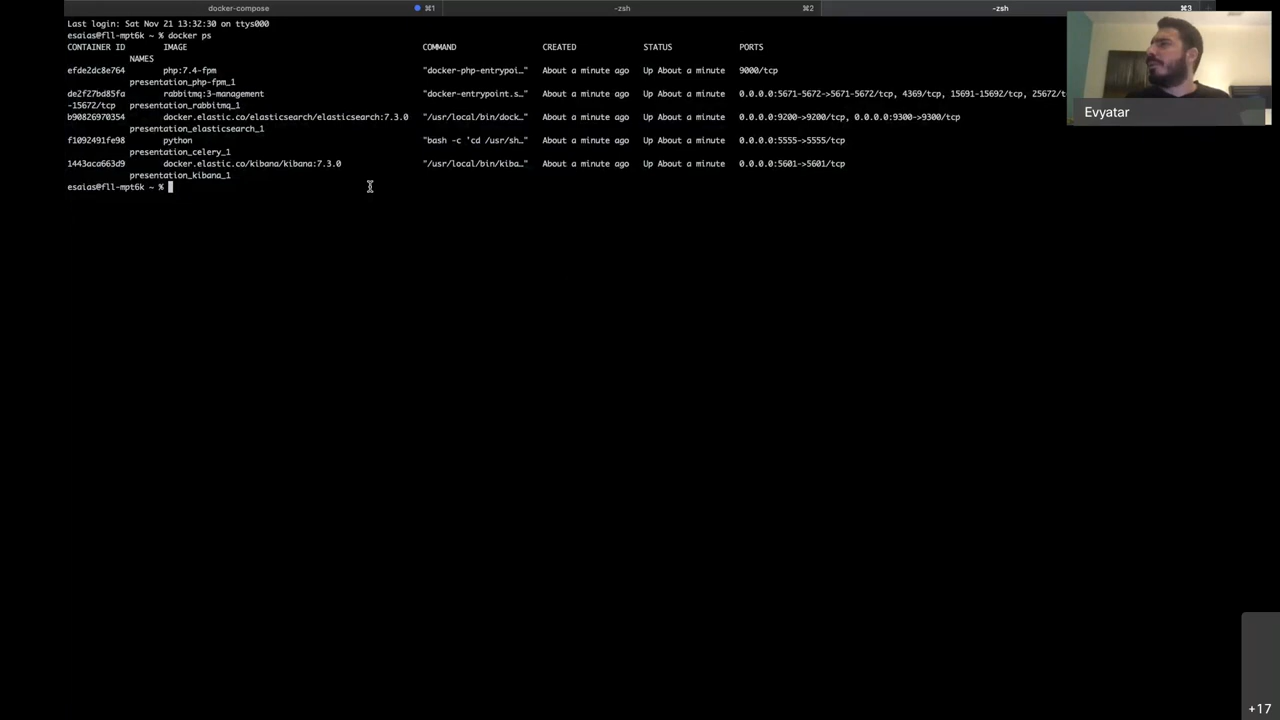 docker-compose ⌘1 -zsh ⌘2 -zsh ⌘3
Last login: Sat Nov 21 13:32:30 on ttys000
esaias@fll-mpt6k ~ % docker ps
CONTAINER ID IMAGE COMMAND CREATED STATUS PORTS
NAMES
efde2dc8e764 php:7.4-fpm "docker-php-entrypoi…" About a minute ago Up About a minute 9000/tcp
presentation_php-fpm_1
de2f27bd85fa rabbitmq:3-management "docker-entrypoint.s…" About a minute ago Up About a minute 0.0.0.0:5671-5672->5671-5672/tcp, 4369/tcp, 15691-15692/tcp, 25672/t
-15672/tcp presentation_rabbitmq_1
b90826970354 docker.elastic.co/elasticsearch/elasticsearch:7.3.0 "/usr/local/bin/dock…" About a minute ago Up About a minute 0.0.0.0:9200->9200/tcp, 0.0.0.0:9300->9300/tcp
presentation_elasticsearch_1
f1092491fe98 python "bash -c 'cd /usr/sh…" About a minute ago Up About a minute 0.0.0.0:5555->5555/tcp
presentation_celery_1
1443aca663d9 docker.elastic.co/kibana/kibana:7.3.0 "/usr/local/bin/kiba…" About a minute ago Up About a minute 0.0.0.0:5601->5601/tcp
presentation_kibana_1
esaias@fll-mpt6k ~ %
Evyatar
+17